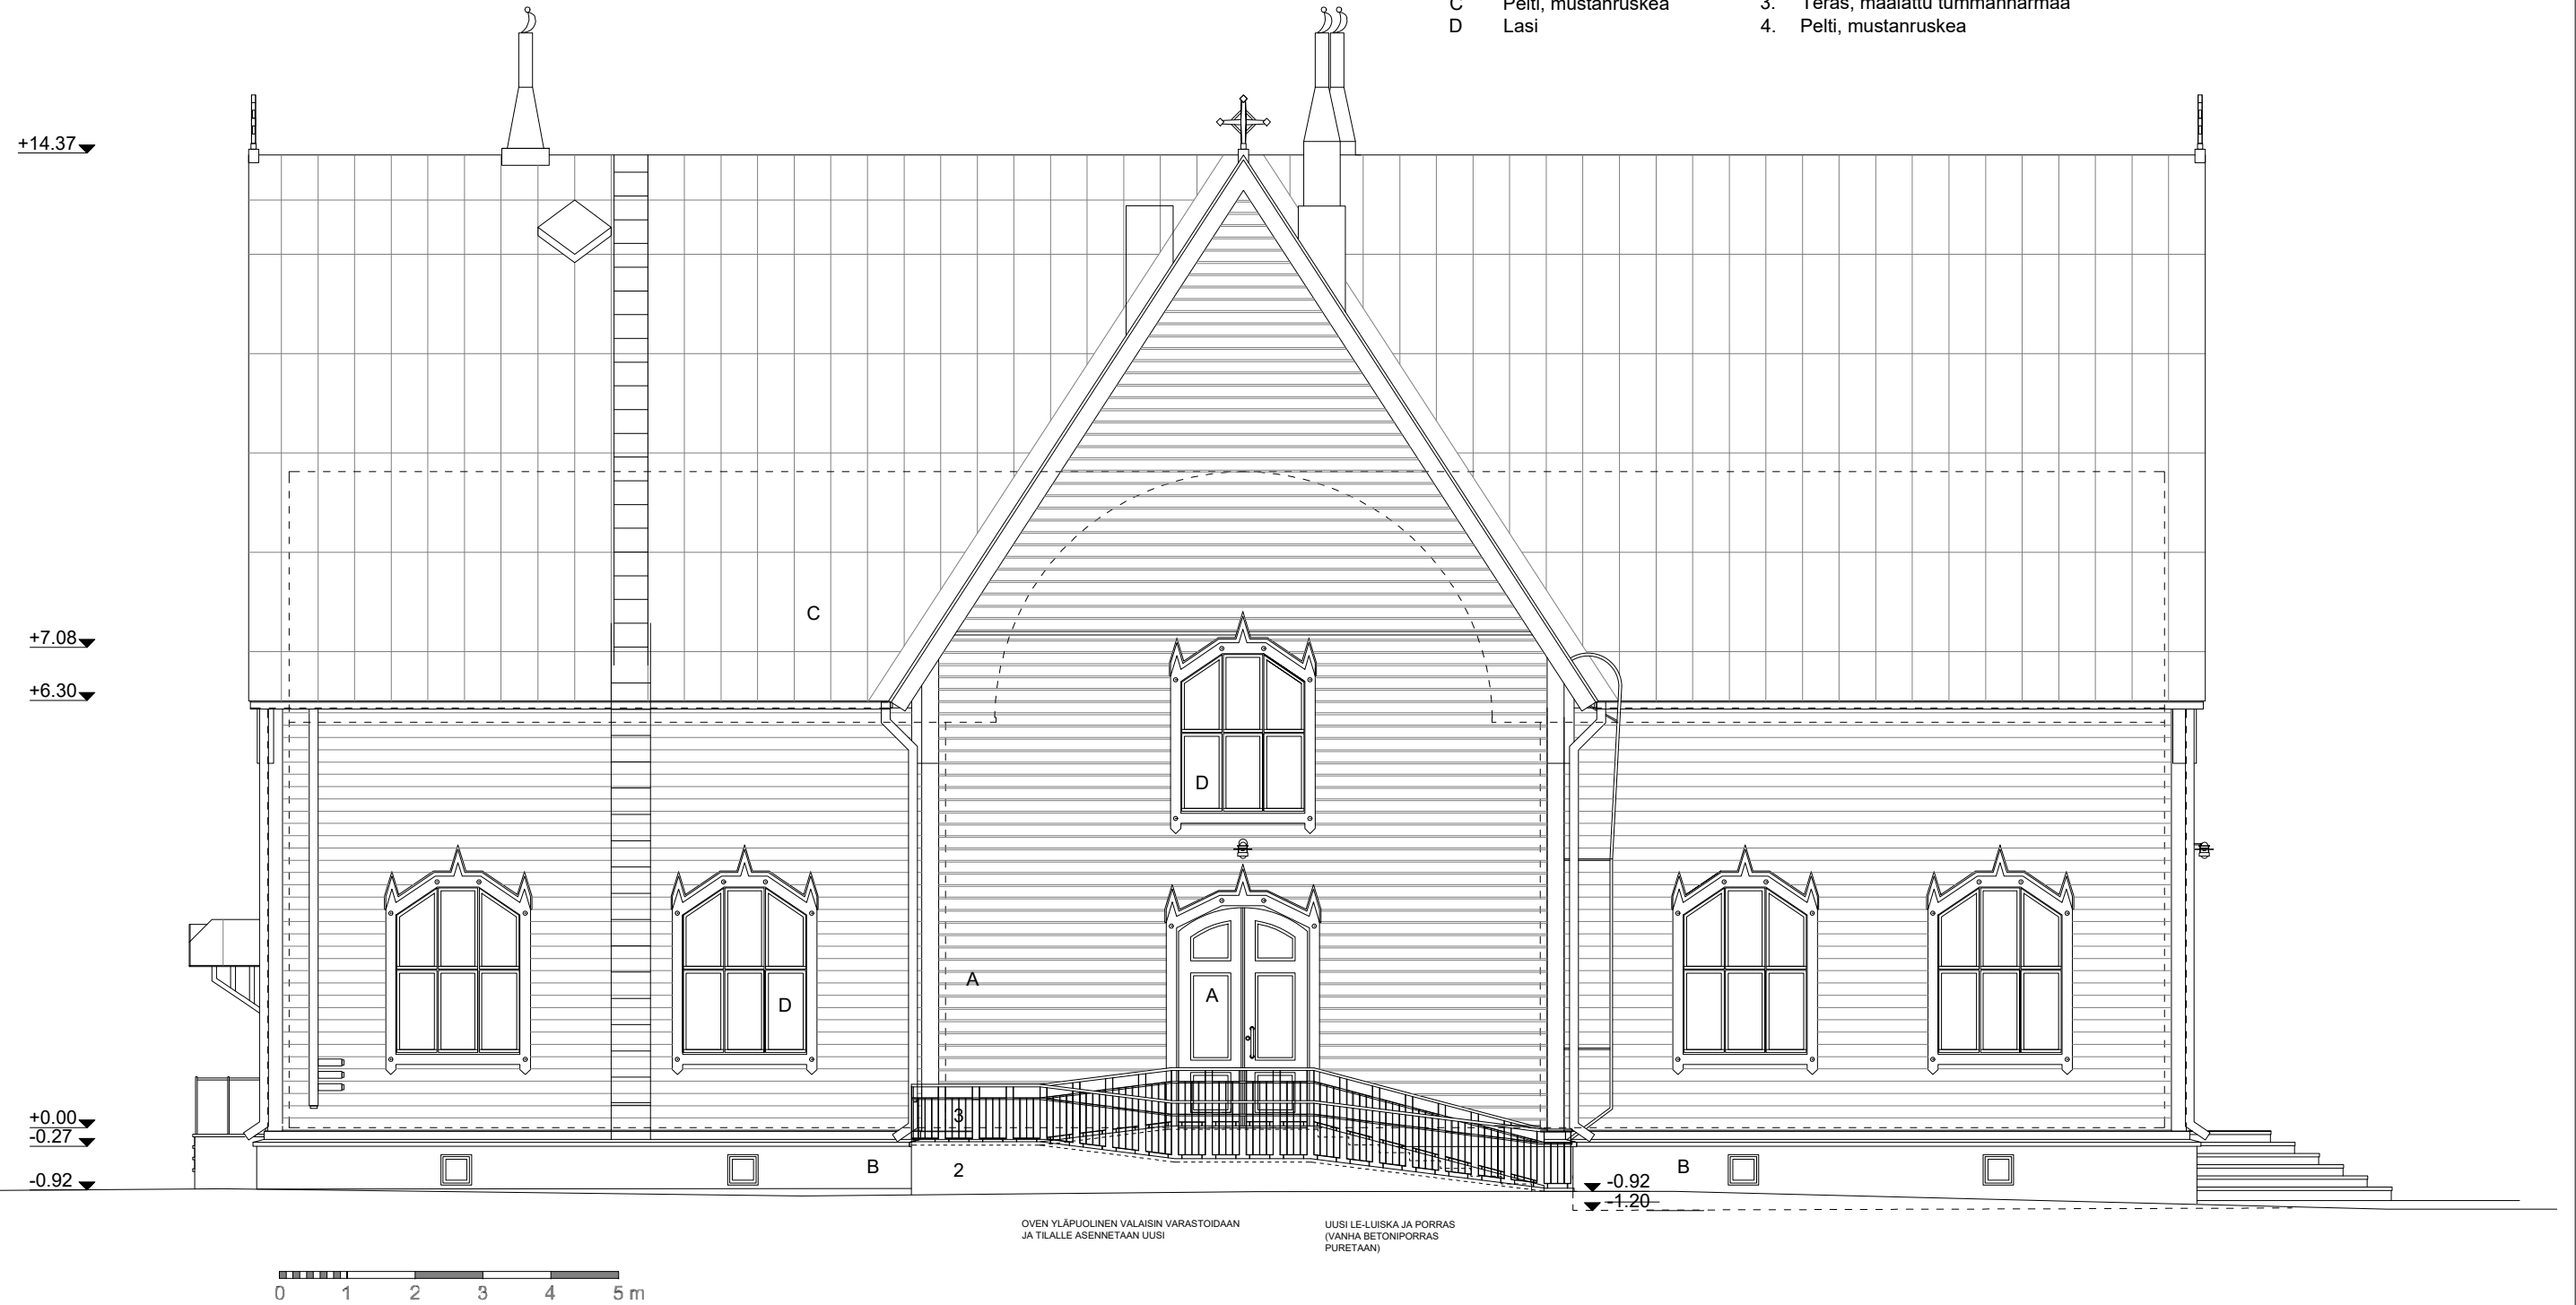 C Pelti, mustanruskea 3. Teräs, maalattu tummanharmaa
D Lasi 4. Pelti, mustanruskea
+14.37
C
+7.08
+6.30
D
A
A
D
3
+0.00
-0.27
B
2
B
-0.92
-0.92
-1.20
OVEN YLÄPUOLINEN VALAISIN VARASTOIDAAN
JA TILALLE ASENNETAAN UUSI
UUSI LE-LUISKA JA PORRAS
(VANHA BETONIPORRAS
PURETAAN)
0 1 2 3 4 5 m